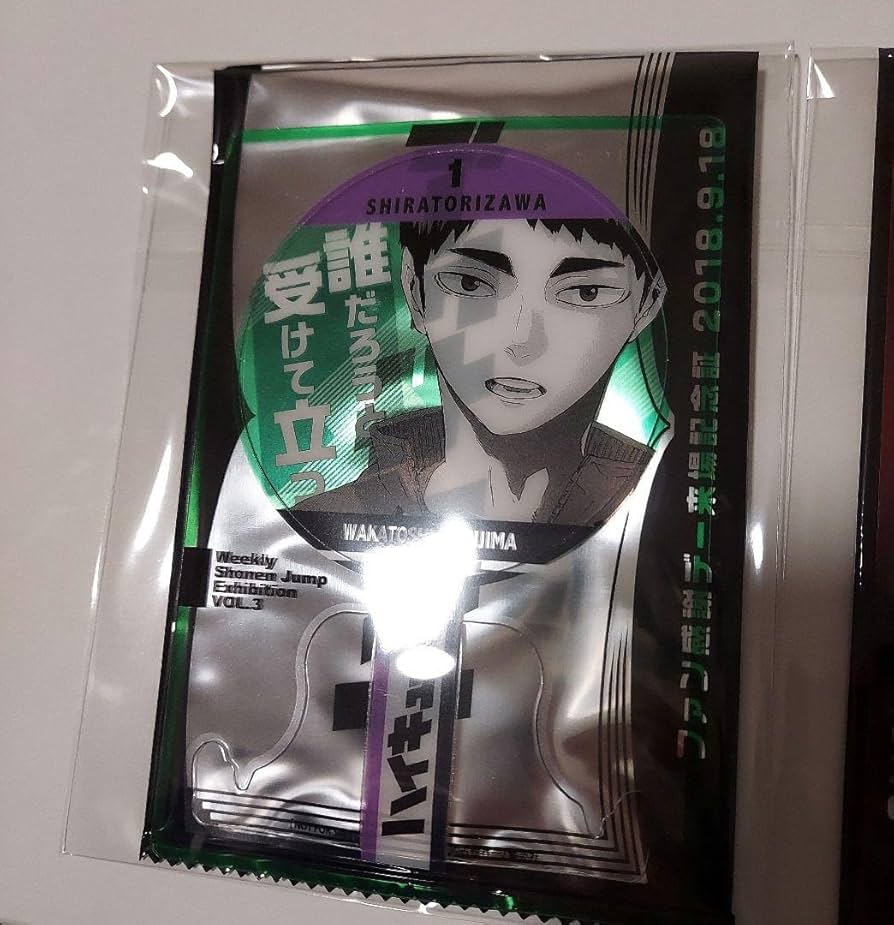 1
SHIRATORIZAWA
誰だろうと
受けて立つ
Weekly
Shonen Jump
Exhibition
VOL.3
ハイキュー
ファン感謝デー来場記念証 2018.9.18